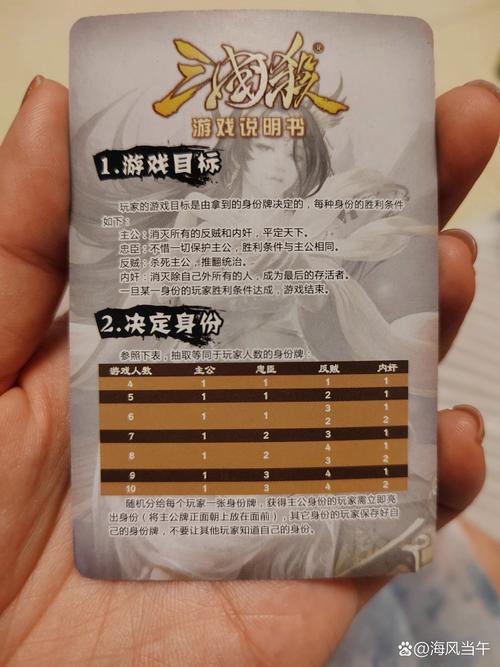 三国殺®
游戏说明书
1.游戏目标
玩家的游戏目标是由拿到的身份牌决定的，每种身份的胜利条件
如下：
主公：消灭所有的反贼和内奸，平定天下。
忠臣：不惜一切保护主公，胜利条件与主公相同。
反贼：杀死主公，推翻统治。
内奸：消灭除自己外所有的人，成为最后的存活者。
一旦某一身份的玩家胜利条件达成，游戏结束。
2.决定身份
参照下表，抽取等同于玩家人数的身份牌：
游戏人数 主公 忠臣 反贼 内奸
4 1 1 1 1
5 1 1 2 1
6 1 1 3 1
2 2
7 1 2 3 1
8 1 2 4 1
3 2
9 1 3 4 1
10 1 3 4 2
随机分给每个玩家一张身份牌，获得主公身份的玩家需立即亮
出身份（将主公牌正面朝上放在面前），其它身份的玩家保存好自
己的身份牌，不要让其他玩家知道自己的身份。
Bai du 海风当午